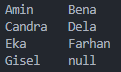 Amin Bena
Candra Dela
Eka Farhan
Gisel null